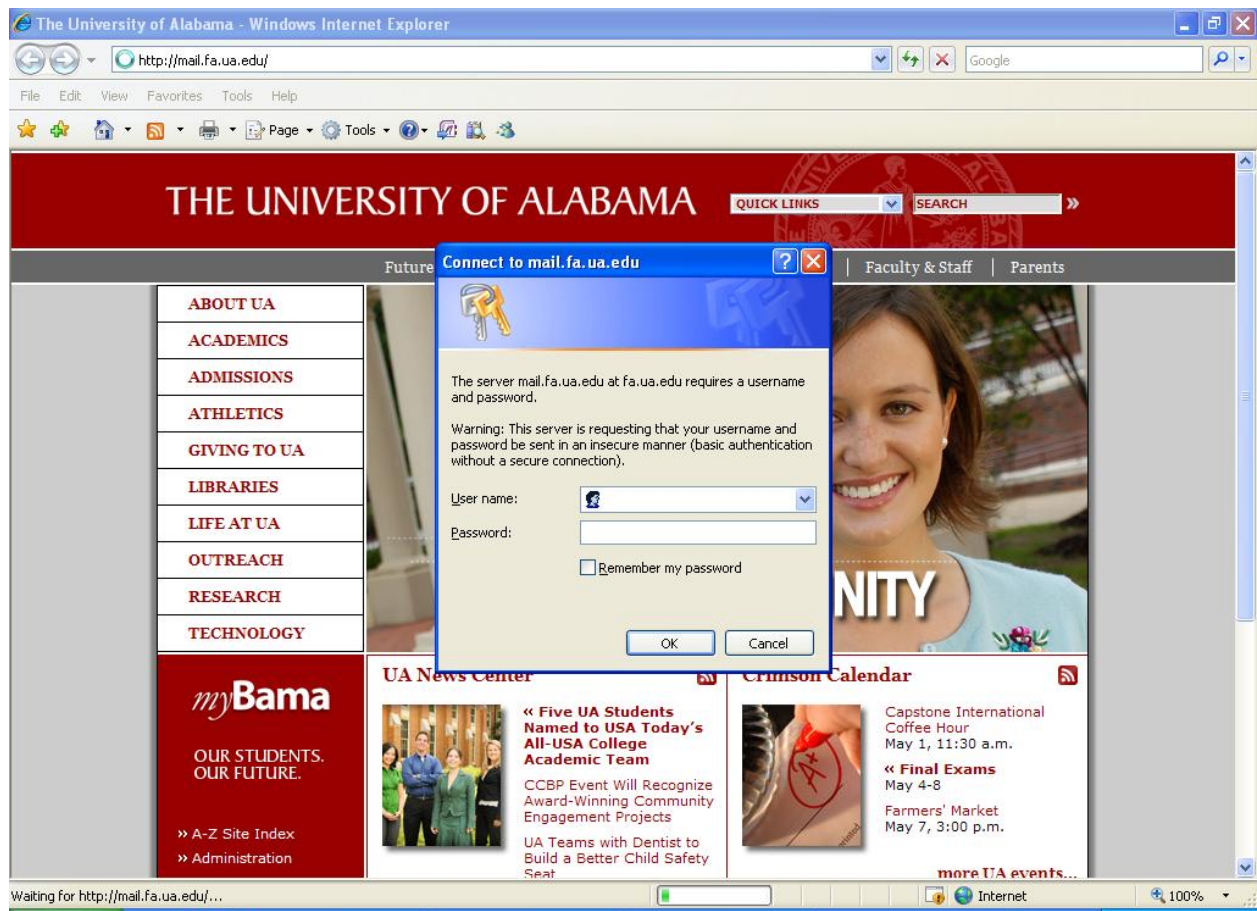 The University of Alabama - Windows Internet Explorer
http://mail.fa.ua.edu/
Google
File Edit View Favorites Tools Help
Page Tools
THE UNIVERSITY OF ALABAMA
QUICK LINKS
SEARCH
»
Future
| Faculty & Staff | Parents
ABOUT UA
ACADEMICS
ADMISSIONS
ATHLETICS
GIVING TO UA
LIBRARIES
LIFE AT UA
OUTREACH
RESEARCH
TECHNOLOGY
Connect to mail.fa.ua.edu
The server mail.fa.ua.edu at fa.ua.edu requires a username
and password.
Warning: This server is requesting that your username and
password be sent in an insecure manner (basic authentication
without a secure connection).
User name:
Password:
Remember my password
OK Cancel
NITY
myBama
OUR STUDENTS.
OUR FUTURE.
» A-Z Site Index
» Administration
UA News Center
« Five UA Students
Named to USA Today's
All-USA College
Academic Team
CCBP Event Will Recognize
Award-Winning Community
Engagement Projects
UA Teams with Dentist to
Build a Better Child Safety
Seat
Crimson Calendar
A+
Capstone International
Coffee Hour
May 1, 11:30 a.m.
« Final Exams
May 4-8
Farmers' Market
May 7, 3:00 p.m.
more UA events...
Waiting for http://mail.fa.ua.edu/...
Internet
100%